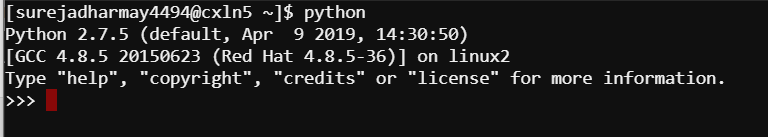 [surejadharmay4494@cxln5 ~]$ python
Python 2.7.5 (default, Apr  9 2019, 14:30:50)
[GCC 4.8.5 20150623 (Red Hat 4.8.5-36)] on linux2
Type "help", "copyright", "credits" or "license" for more information.
>>>